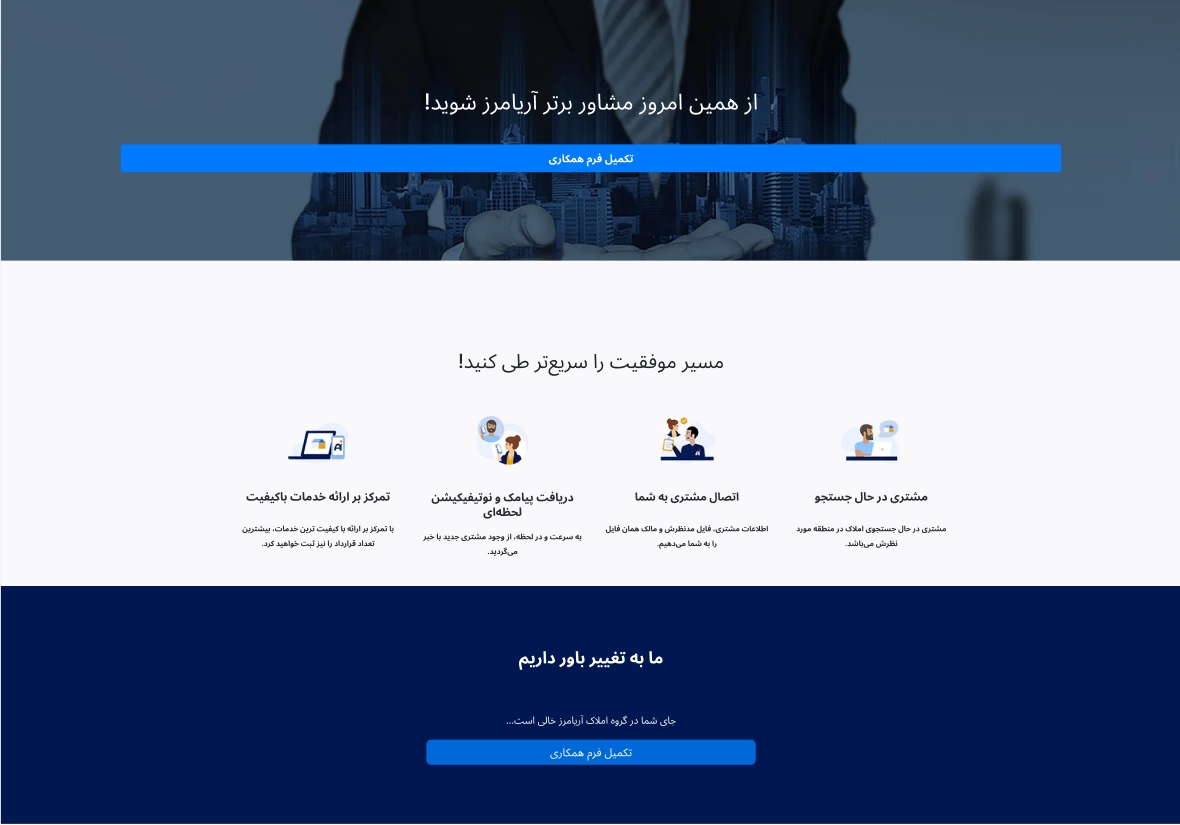 از همین امروز مشاور برتر آریامرز شوید!
تکمیل فرم همکاری
مسیر موفقیت را سریع‌تر طی کنید!
مشتری در حال جستجو
مشتری در حال جستجوی املاک در منطقه مورد
نظرش می‌باشد.
اتصال مشتری به شما
اطلاعات مشتری، فایل مدنظرش و مالک همان فایل
را به شما می‌دهیم.
دریافت پیامک و نوتیفیکیشن
لحظه‌ای
به سرعت و در لحظه، از وجود مشتری جدید با خبر
می‌گردید.
تمرکز بر ارائه خدمات باکیفیت
با تمرکز بر ارائه با کیفیت ترین خدمات، بیشترین
تعداد قرارداد را نیز ثبت خواهید کرد.
ما به تغییر باور داریم
جای شما در گروه املاک آریامرز خالی است...
تکمیل فرم همکاری